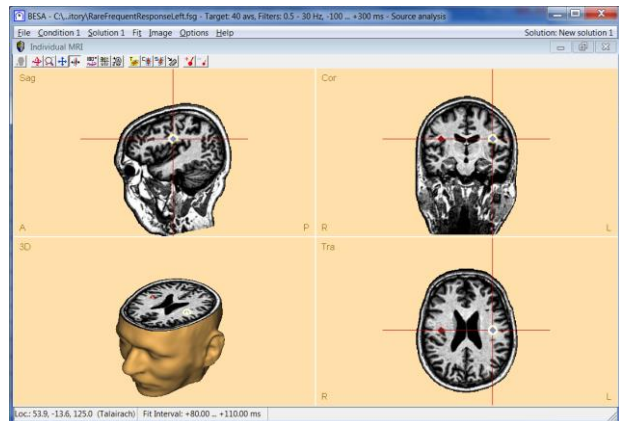 BESA - C:\...itory\RareFrequentResponseLeft.fsg - Target: 40 avs, Filters: 0.5 - 30 Hz, -100 ... +300 ms - Source analysis
File Condition 1 Solution 1 Fit Image Options Help Solution: New solution 1
Individual MRI
Sag Cor
A P R L
3D Tra
R L
Loc.: 53.9, -13.6, 125.0 (Talairach) Fit Interval: +80.00 ... +110.00 ms